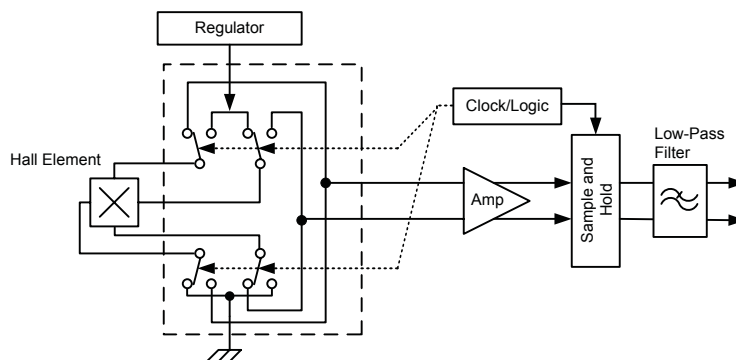 Regulator
Clock/Logic
Hall Element
Low-Pass
Filter
Amp
Sample and
Hold